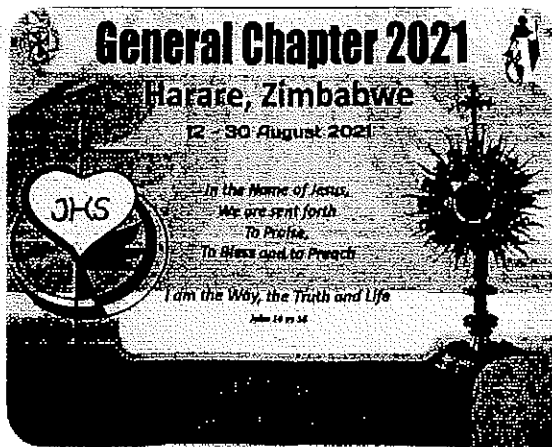 General Chapter 2021
Harare, Zimbabwe
12 - 30 August 2021
In the Name of Jesus,
We are sent forth
To Praise,
To Bless and to Preach
I am the Way, the Truth and Life
JHS